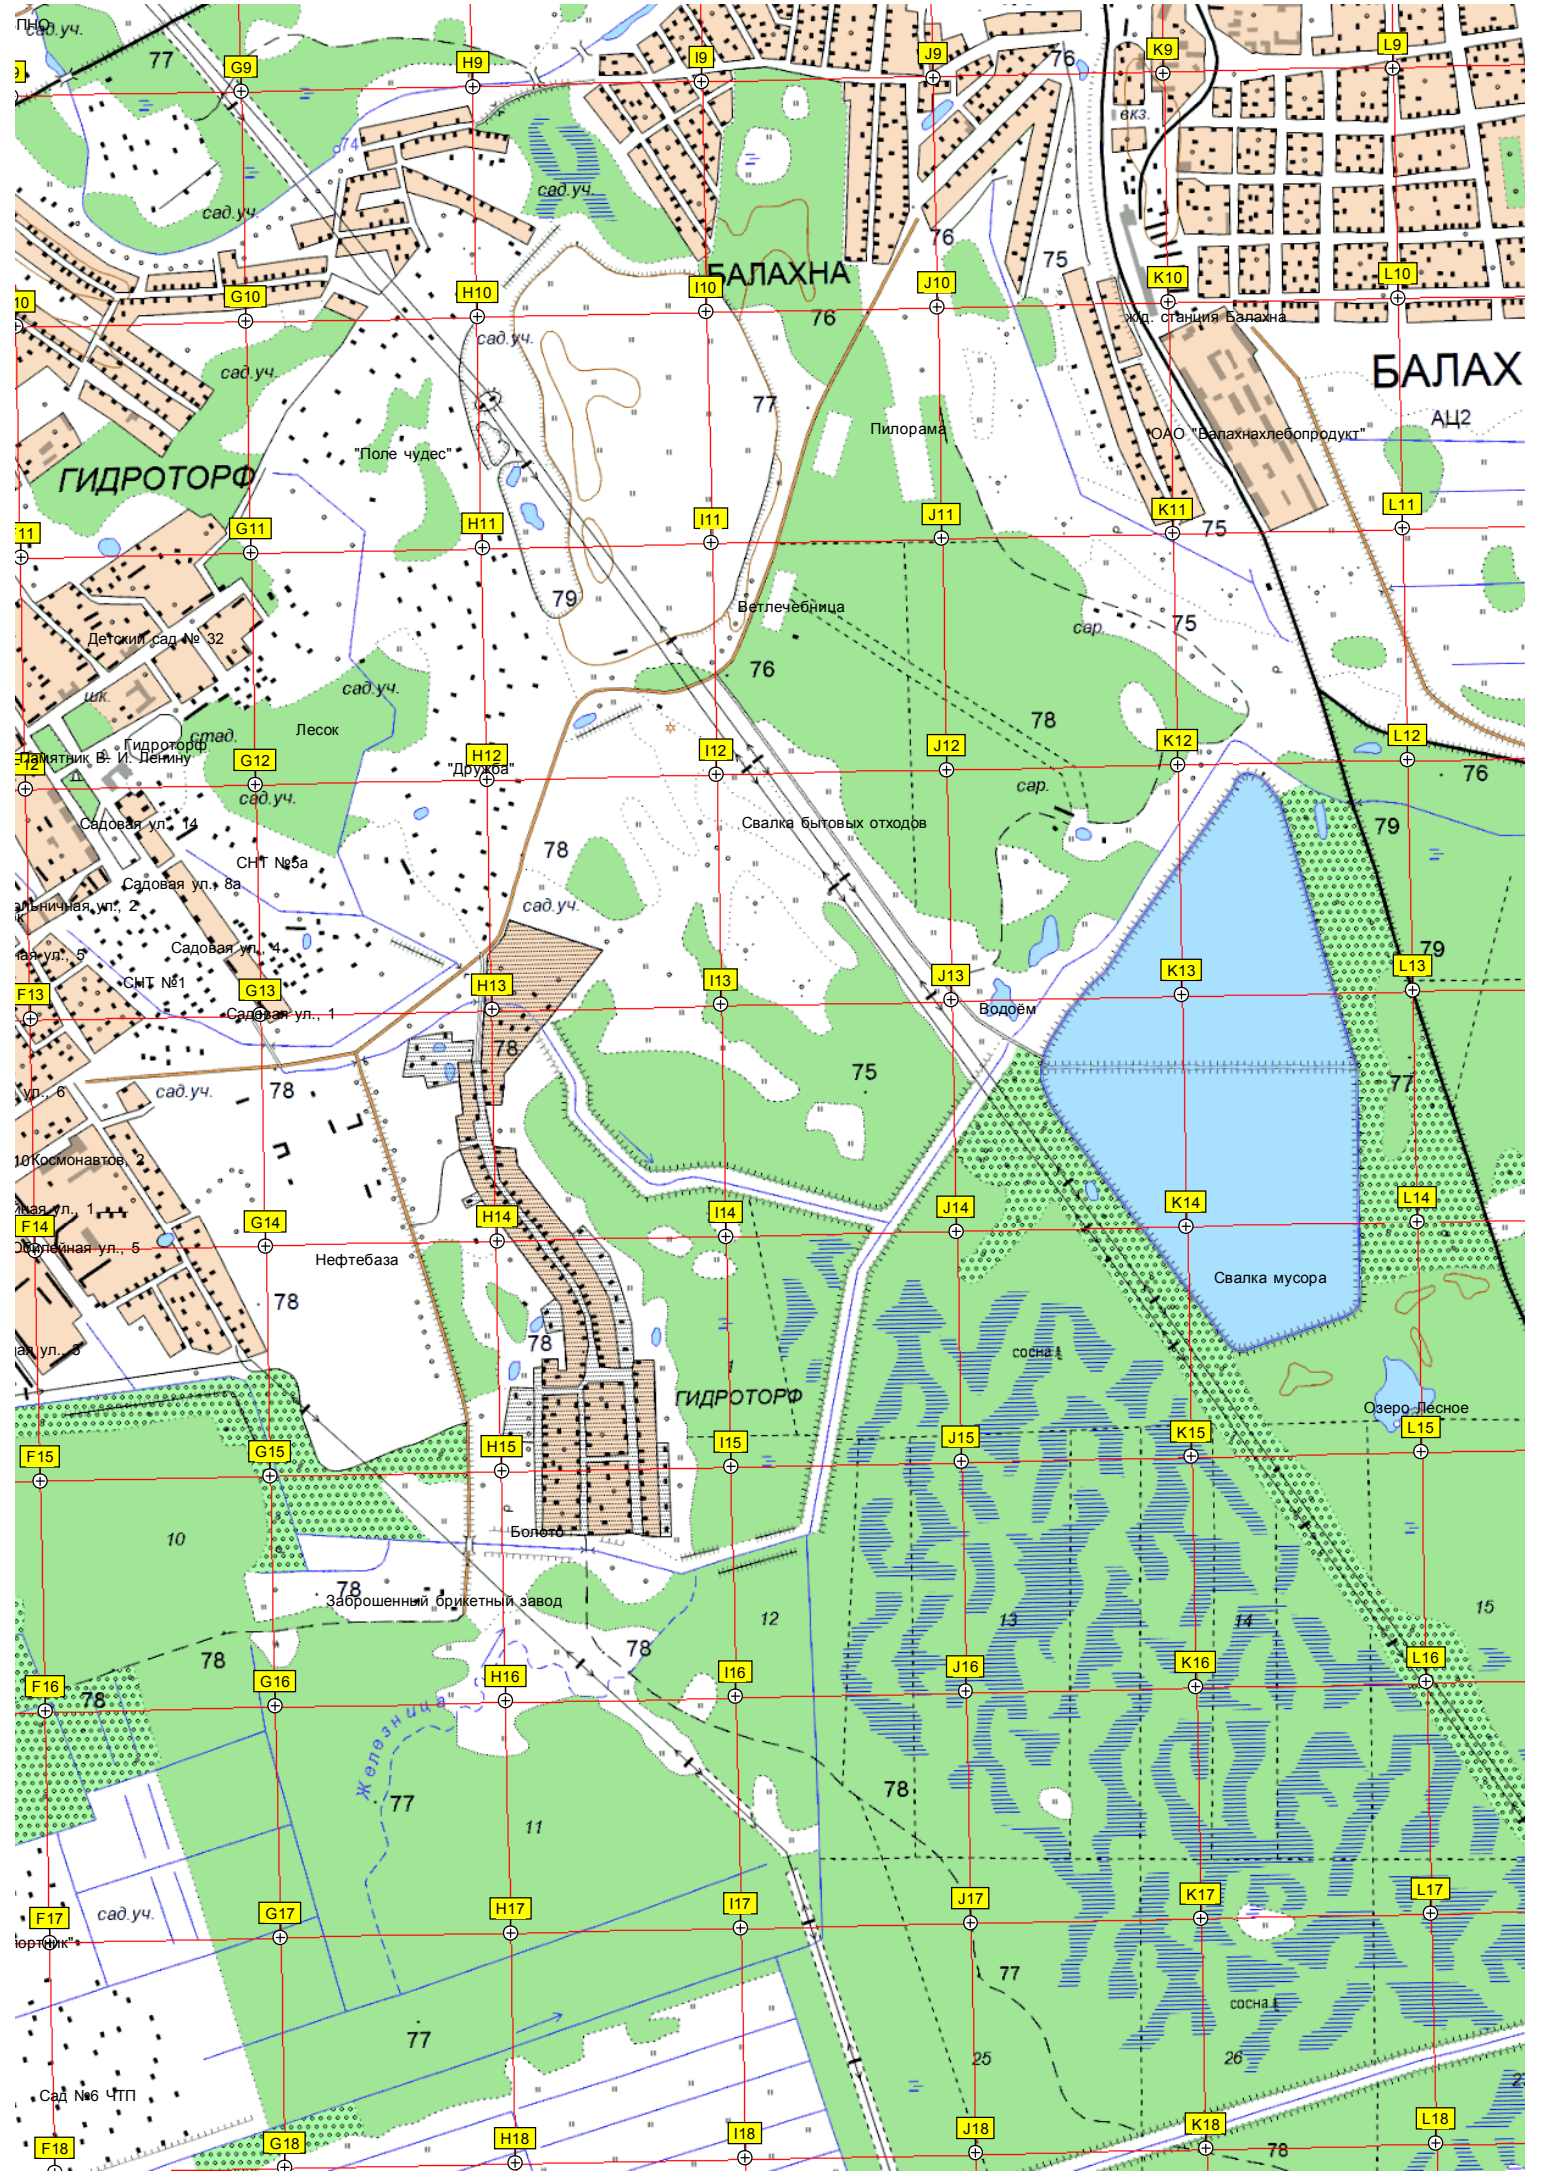 сад.уч.
77
76
G9
H9
I9
J9
K9
L9
вкз.
74
сад.уч.
сад.уч.
76
75
БАЛАХНА
G10
H10
I10
J10
K10
L10
76
ж/д. станция Балахна
сад.уч.
сад.уч.
БАЛАХ
77
АЦ2
Пилорама
ОАО "Балахнахлебопродукт"
"Поле чудес"
ГИДРОТОРФ
G11
H11
I11
J11
K11
L11
75
79
Ветлечебница
Детский сад № 32
сар.
75
76
шк.
сад.уч.
стад.
Лесок
78
Гидроторф
Памятник В. И. Ленину
G12
H12
I12
J12
K12
L12
"Дружба"
76
сад.уч.
сар.
Садовая ул., 14
Свалка бытовых отходов
79
78
СНТ №5а
Садовая ул., 8а
сад.уч.
Садовая ул., 4
79
СНТ №1
F13
G13
H13
I13
J13
K13
L13
Садовая ул., 1
Водоём
78
75
77
сад.уч.
78
Космонавтов, 2
F14
G14
H14
I14
J14
K14
L14
Юбилейная ул., 5
Нефтебаза
Свалка мусора
78
78
сосна
1
ГИДРОТОРФ
Озеро Лесное
F15
G15
H15
I15
J15
K15
L15
Болото
10
78
Заброшенный брикетный завод
12
13
14
15
78
78
F16
G16
H16
I16
J16
K16
L16
78
Железница
77
78
11
F17
G17
H17
I17
J17
K17
L17
сад.уч.
77
сосна
77
25
26
Сад №6 ЧТП
F18
G18
H18
I18
J18
K18
L18
78